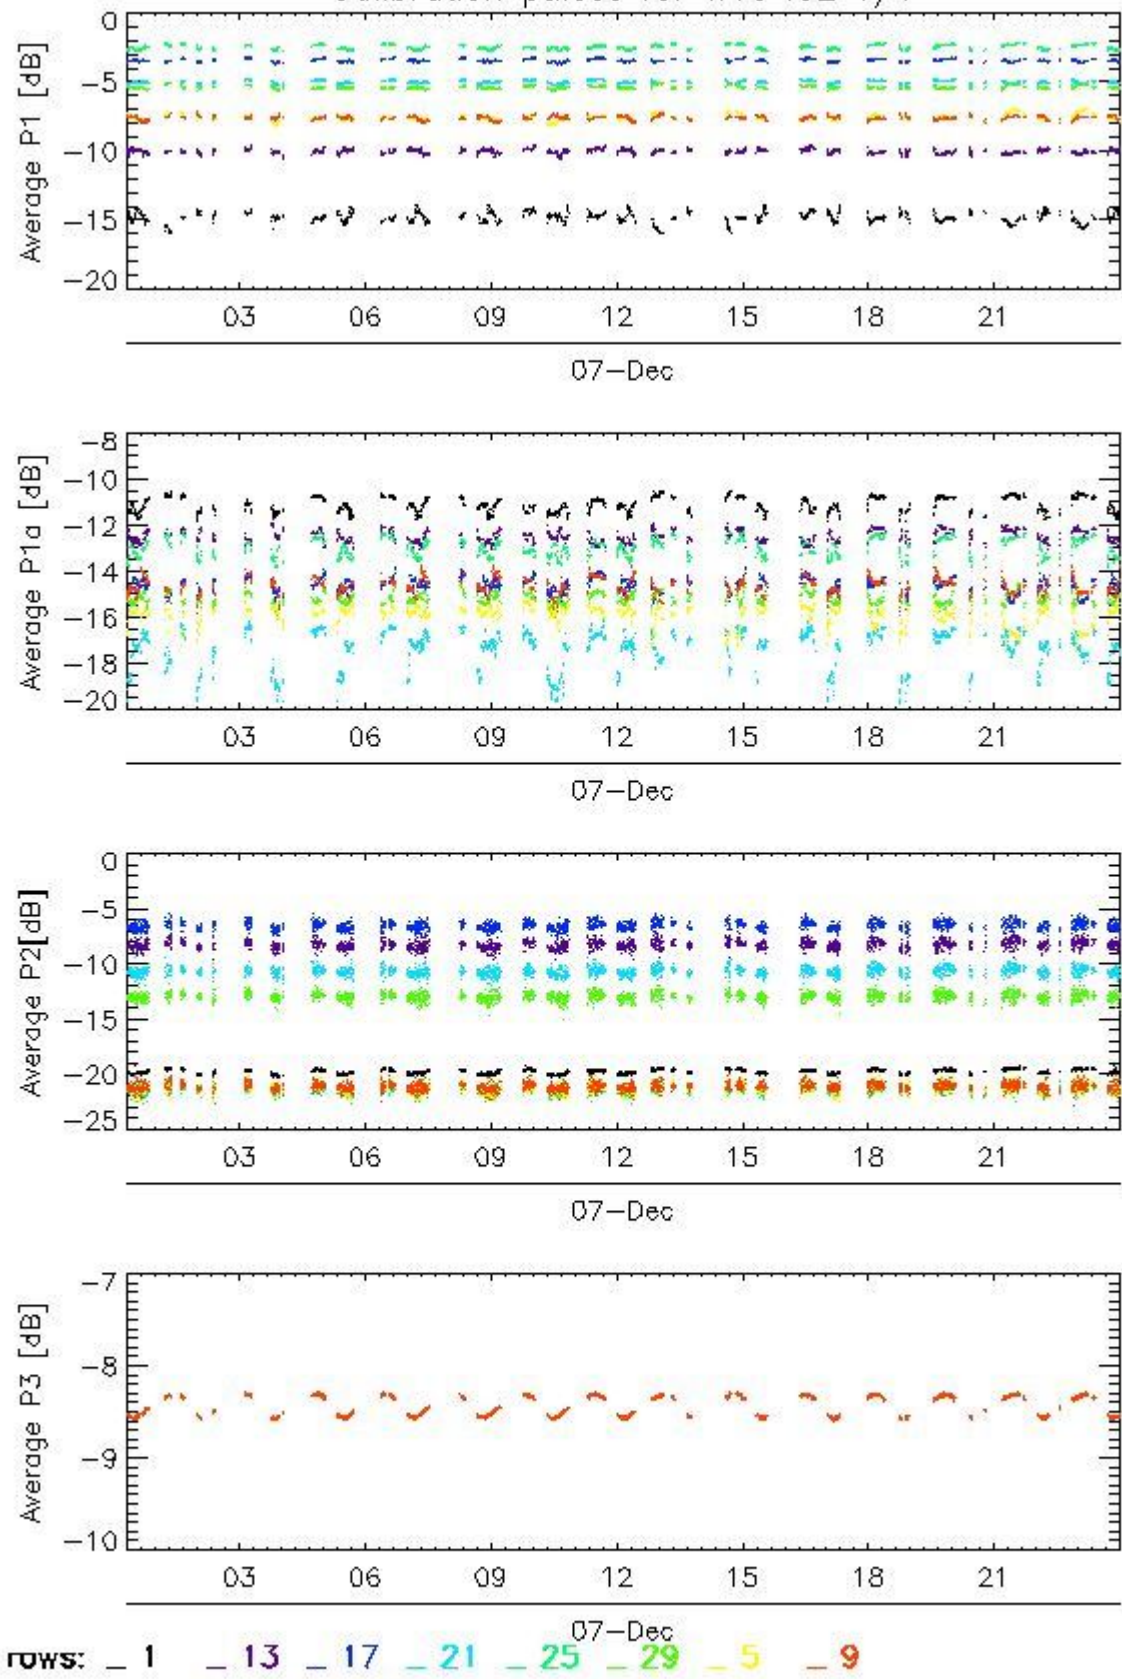 0
−5
−10
−15
−20
Average P1 [dB]
03 06 09 12 15 18 21
07−Dec
−8
−10
−12
−14
−16
−18
−20
Average P1a [dB]
03 06 09 12 15 18 21
07−Dec
0
−5
−10
−15
−20
−25
Average P2[dB]
03 06 09 12 15 18 21
07−Dec
−7
−8
−9
−10
Average P3 [dB]
03 06 09 12 15 18 21
07−Dec
rows: _ 1 _ 13 _ 17 _ 21 _ 25 _ 29 _ 5 _ 9